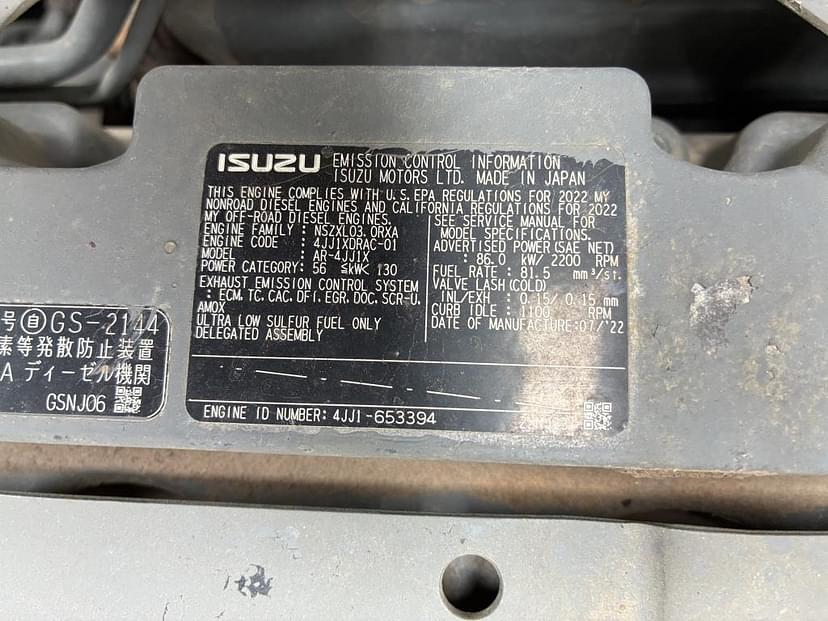 ISUZU EMISSION CONTROL INFORMATION
ISUZU MOTORS LTD. MADE IN JAPAN
THIS ENGINE COMPLIES WITH U.S. EPA REGULATIONS FOR 2022 MY
NONROAD DIESEL ENGINES AND CALIFORNIA REGULATIONS FOR 2022
MY OFF-ROAD DIESEL ENGINES.
ENGINE FAMILY : NSZXL03.0RXA
ENGINE CODE : 4JJ1XDRAC-01
MODEL : AR-4JJ1X
POWER CATEGORY: 56 ≦kW< 130
EXHAUST EMISSION CONTROL SYSTEM
: ECM, TC, CAC, DFI, EGR, DOC, SCR-U,
AMOX
ULTRA LOW SULFUR FUEL ONLY
DELEGATED ASSEMBLY
SEE SERVICE MANUAL FOR
MODEL SPECIFICATIONS.
ADVERTISED POWER (SAE NET)
: 86.0 kW/ 2200 RPM
FUEL RATE : 81.5 mm³/st.
VALVE LASH (COLD)
IN/EXH : 0.15/ 0.15 mm
CURB IDLE : 1100 RPM
DATE OF MANUFACTURE:07/'22
ENGINE ID NUMBER: 4JJ1-653394
号 自 GS-2144
素等発散防止装置
A ディーゼル機関
GSNJ06